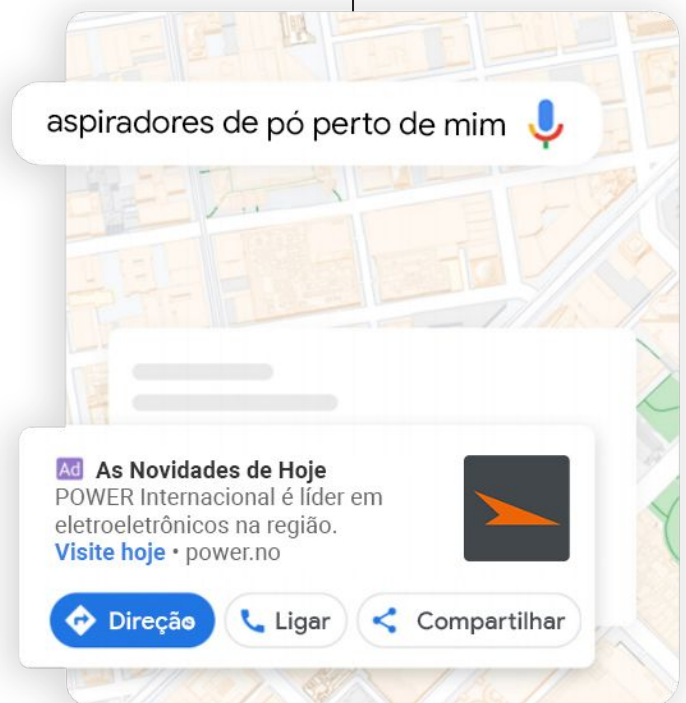 aspiradores de pó perto de mim
Ad As Novidades de Hoje
POWER Internacional é líder em
eletroeletrônicos na região.
Visite hoje • power.no
Direção
Ligar
Compartilhar